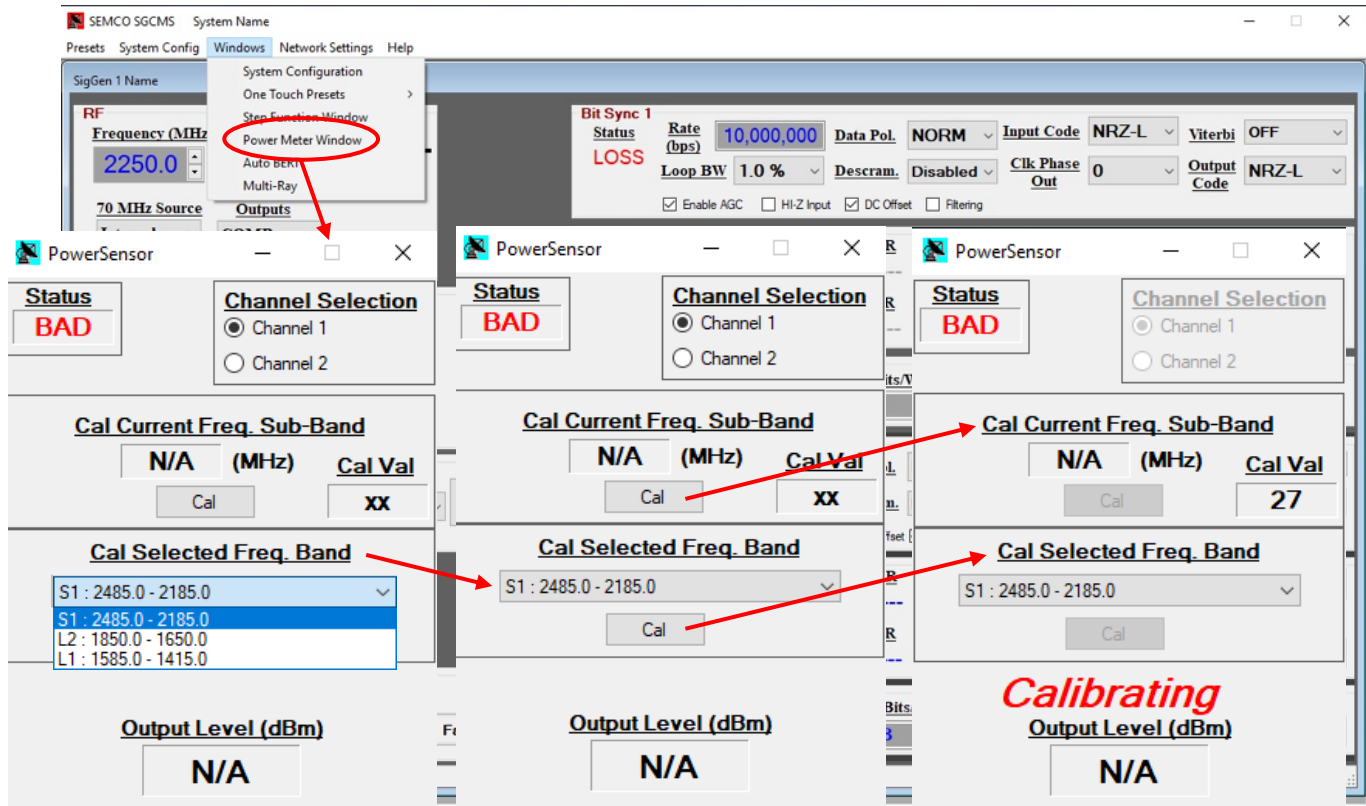 SEMCO SGCMS System Name
Presets System Config Windows Network Settings Help
SigGen 1 Name
System Configuration
One Touch Presets >
Step Function Window
Power Meter Window
Auto BERT
Multi-Ray
RF
Frequency (MHz
2250.0
70 MHz Source Outputs
Bit Sync 1
Status
LOSS
Rate (bps) 10,000,000 Data Pol. NORM Input Code NRZ-L Viterbi OFF
Loop BW 1.0 % Descram. Disabled Clk Phase Out 0 Output Code NRZ-L
Enable AGC HI-Z Input DC Offset Filtering
PowerSensor
Status
BAD
Channel Selection
Channel 1
Channel 2
Cal Current Freq. Sub-Band
N/A (MHz) Cal Val
Cal xx
Cal Selected Freq. Band
S1 : 2485.0 - 2185.0
S1 : 2485.0 - 2185.0
L2 : 1850.0 - 1650.0
L1 : 1585.0 - 1415.0
Output Level (dBm)
N/A
PowerSensor
Status
BAD
Channel Selection
Channel 1
Channel 2
Cal Current Freq. Sub-Band
N/A (MHz) Cal Val
Cal xx
Cal Selected Freq. Band
S1 : 2485.0 - 2185.0
Cal
Output Level (dBm)
N/A
PowerSensor
Status
BAD
Channel Selection
Channel 1
Channel 2
Cal Current Freq. Sub-Band
N/A (MHz) Cal Val
Cal 27
Cal Selected Freq. Band
S1 : 2485.0 - 2185.0
Cal
Calibrating
Output Level (dBm)
N/A